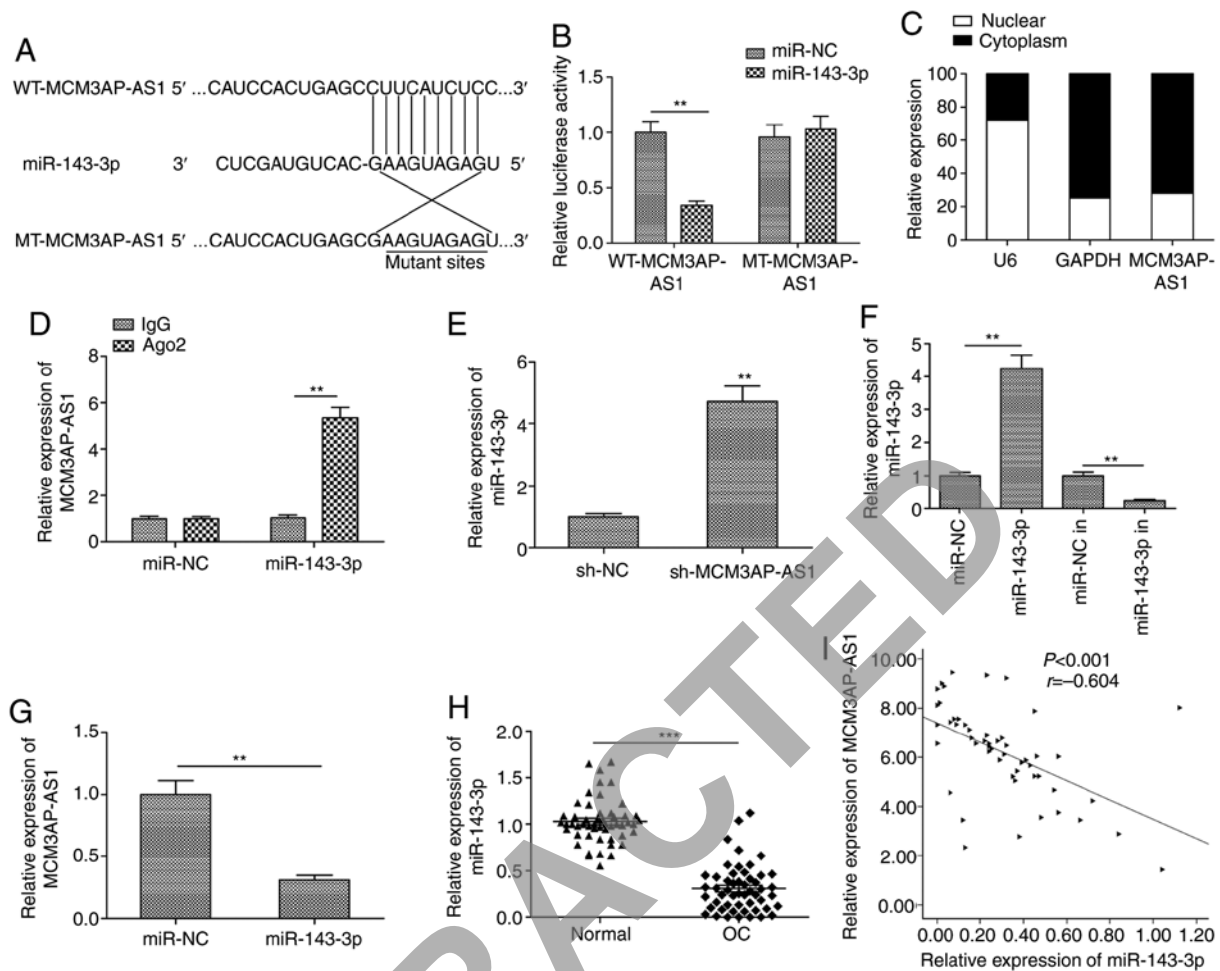 A
WT-MCM3AP-AS1 5′ ...CAUCCACUGAGCCUUCAUCUCC...3′
miR-143-3p 3′ CUCGAUGUCAC-GAAGUAGAGU 5′
MT-MCM3AP-AS1 5′ ...CAUCCACUGAGCGAAGUAGAGU...3′
Mutant sites
B
miR-NC
miR-143-3p
Relative luciferase activity
1.5
1.0
0.5
0.0
**
WT-MCM3AP-
AS1
MT-MCM3AP-
AS1
C
Nuclear
Cytoplasm
Relative expression
100
80
60
40
20
0
U6
GAPDH
MCM3AP-
AS1
D
IgG
Ago2
Relative expression of
MCM3AP-AS1
8
6
4
2
0
**
miR-NC
miR-143-3p
E
Relative expression of
miR-143-3p
6
4
2
0
**
sh-NC
sh-MCM3AP-AS1
F
Relative expression of
miR-143-3p
5
4
3
2
1
0
**
**
miR-NC
miR-143-3p
miR-NC in
miR-143-3p in
G
Relative expression of
MCM3AP-AS1
1.5
1.0
0.5
0.0
**
miR-NC
miR-143-3p
H
Relative expression of
miR-143-3p
2.0
1.5
1.0
0.5
0.0
***
Normal
OC
I
Relative expression of MCM3AP-AS1
10.00
8.00
6.00
4.00
2.00
00.00
P<0.001
r=−0.604
0.00 0.20 0.40 0.60 0.80 1.00 1.20
Relative expression of miR-143-3p
RACTED